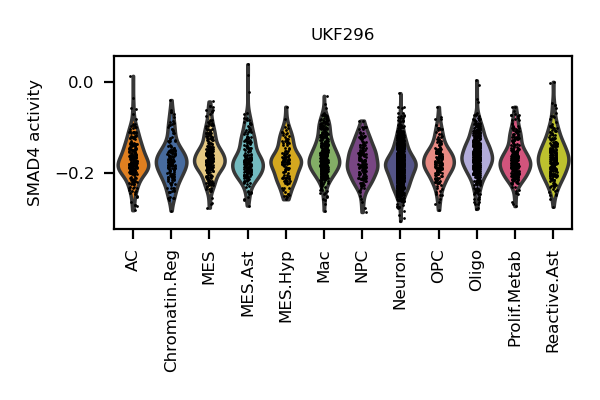 UKF296
SMAD4 activity
0.0
−0.2
AC
Chromatin.Reg
MES
MES.Ast
MES.Hyp
Mac
NPC
Neuron
OPC
Oligo
Prolif.Metab
Reactive.Ast